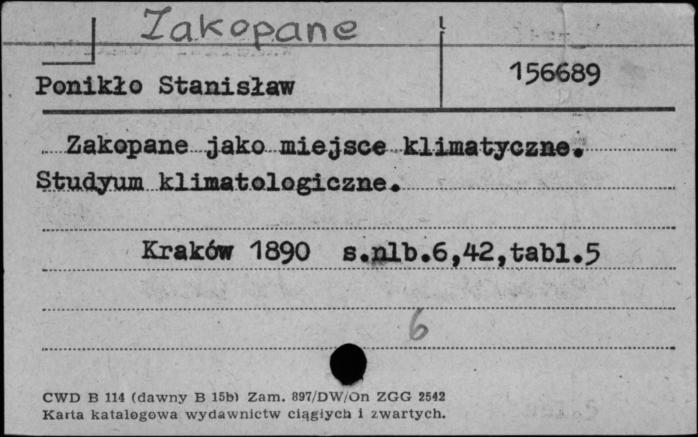 Zakopane
Ponikło Stanisław
156689
Zakopane jako miejsce klimatyczne.
Studyum klimatologiczne.
Kraków 1890 s.nlb.6,42,tabl.5
6
CWD B 114 (dawny B 15b) Zam. 897/DW/On ZGG 2542
Karta katalogowa wydawnictw ciągłych i zwartych.